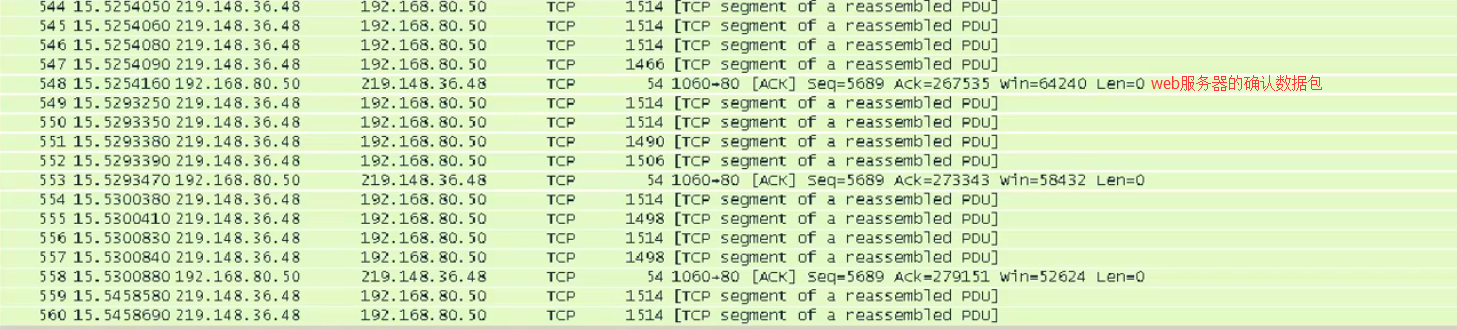 544 15.5254050 219.148.36.48 192.168.80.50 TCP 1514 [TCP segment of a reassembled PDU]
545 15.5254060 219.148.36.48 192.168.80.50 TCP 1514 [TCP segment of a reassembled PDU]
546 15.5254080 219.148.36.48 192.168.80.50 TCP 1514 [TCP segment of a reassembled PDU]
547 15.5254090 219.148.36.48 192.168.80.50 TCP 1466 [TCP segment of a reassembled PDU]
548 15.5254160 192.168.80.50 219.148.36.48 TCP 54 1060→80 [ACK] Seq=5689 Ack=267535 Win=64240 Len=0 web服务器的确认数据包
549 15.5293250 219.148.36.48 192.168.80.50 TCP 1514 [TCP segment of a reassembled PDU]
550 15.5293350 219.148.36.48 192.168.80.50 TCP 1514 [TCP segment of a reassembled PDU]
551 15.5293380 219.148.36.48 192.168.80.50 TCP 1490 [TCP segment of a reassembled PDU]
552 15.5293390 219.148.36.48 192.168.80.50 TCP 1506 [TCP segment of a reassembled PDU]
553 15.5293470 192.168.80.50 219.148.36.48 TCP 54 1060→80 [ACK] Seq=5689 Ack=273343 Win=58432 Len=0
554 15.5300380 219.148.36.48 192.168.80.50 TCP 1514 [TCP segment of a reassembled PDU]
555 15.5300410 219.148.36.48 192.168.80.50 TCP 1498 [TCP segment of a reassembled PDU]
556 15.5300830 219.148.36.48 192.168.80.50 TCP 1514 [TCP segment of a reassembled PDU]
557 15.5300840 219.148.36.48 192.168.80.50 TCP 1498 [TCP segment of a reassembled PDU]
558 15.5300880 192.168.80.50 219.148.36.48 TCP 54 1060→80 [ACK] Seq=5689 Ack=279151 Win=52624 Len=0
559 15.5458580 219.148.36.48 192.168.80.50 TCP 1514 [TCP segment of a reassembled PDU]
560 15.5458690 219.148.36.48 192.168.80.50 TCP 1514 [TCP segment of a reassembled PDU]